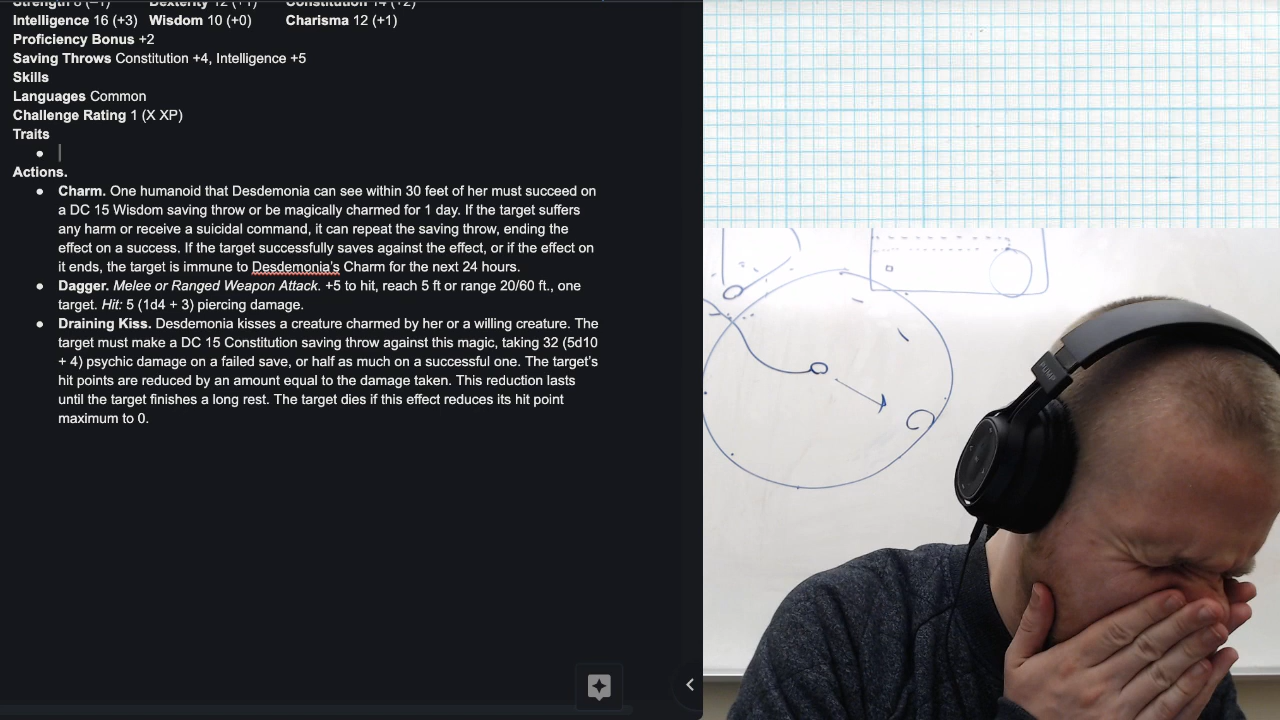 Strength 8 (–1) Dexterity 12 (+1) Constitution 14 (+2)
Intelligence 16 (+3) Wisdom 10 (+0) Charisma 12 (+1)
Proficiency Bonus +2
Saving Throws Constitution +4, Intelligence +5
Skills
Languages Common
Challenge Rating 1 (X XP)
Traits
●
Actions.
● Charm. One humanoid that Desdemonia can see within 30 feet of her must succeed on
a DC 15 Wisdom saving throw or be magically charmed for 1 day. If the target suffers
any harm or receive a suicidal command, it can repeat the saving throw, ending the
effect on a success. If the target successfully saves against the effect, or if the effect on
it ends, the target is immune to Desdemonia's Charm for the next 24 hours.
● Dagger. Melee or Ranged Weapon Attack. +5 to hit, reach 5 ft or range 20/60 ft., one
target. Hit: 5 (1d4 + 3) piercing damage.
● Draining Kiss. Desdemonia kisses a creature charmed by her or a willing creature. The
target must make a DC 15 Constitution saving throw against this magic, taking 32 (5d10
+ 4) psychic damage on a failed save, or half as much on a successful one. The target's
hit points are reduced by an amount equal to the damage taken. This reduction lasts
until the target finishes a long rest. The target dies if this effect reduces its hit point
maximum to 0.